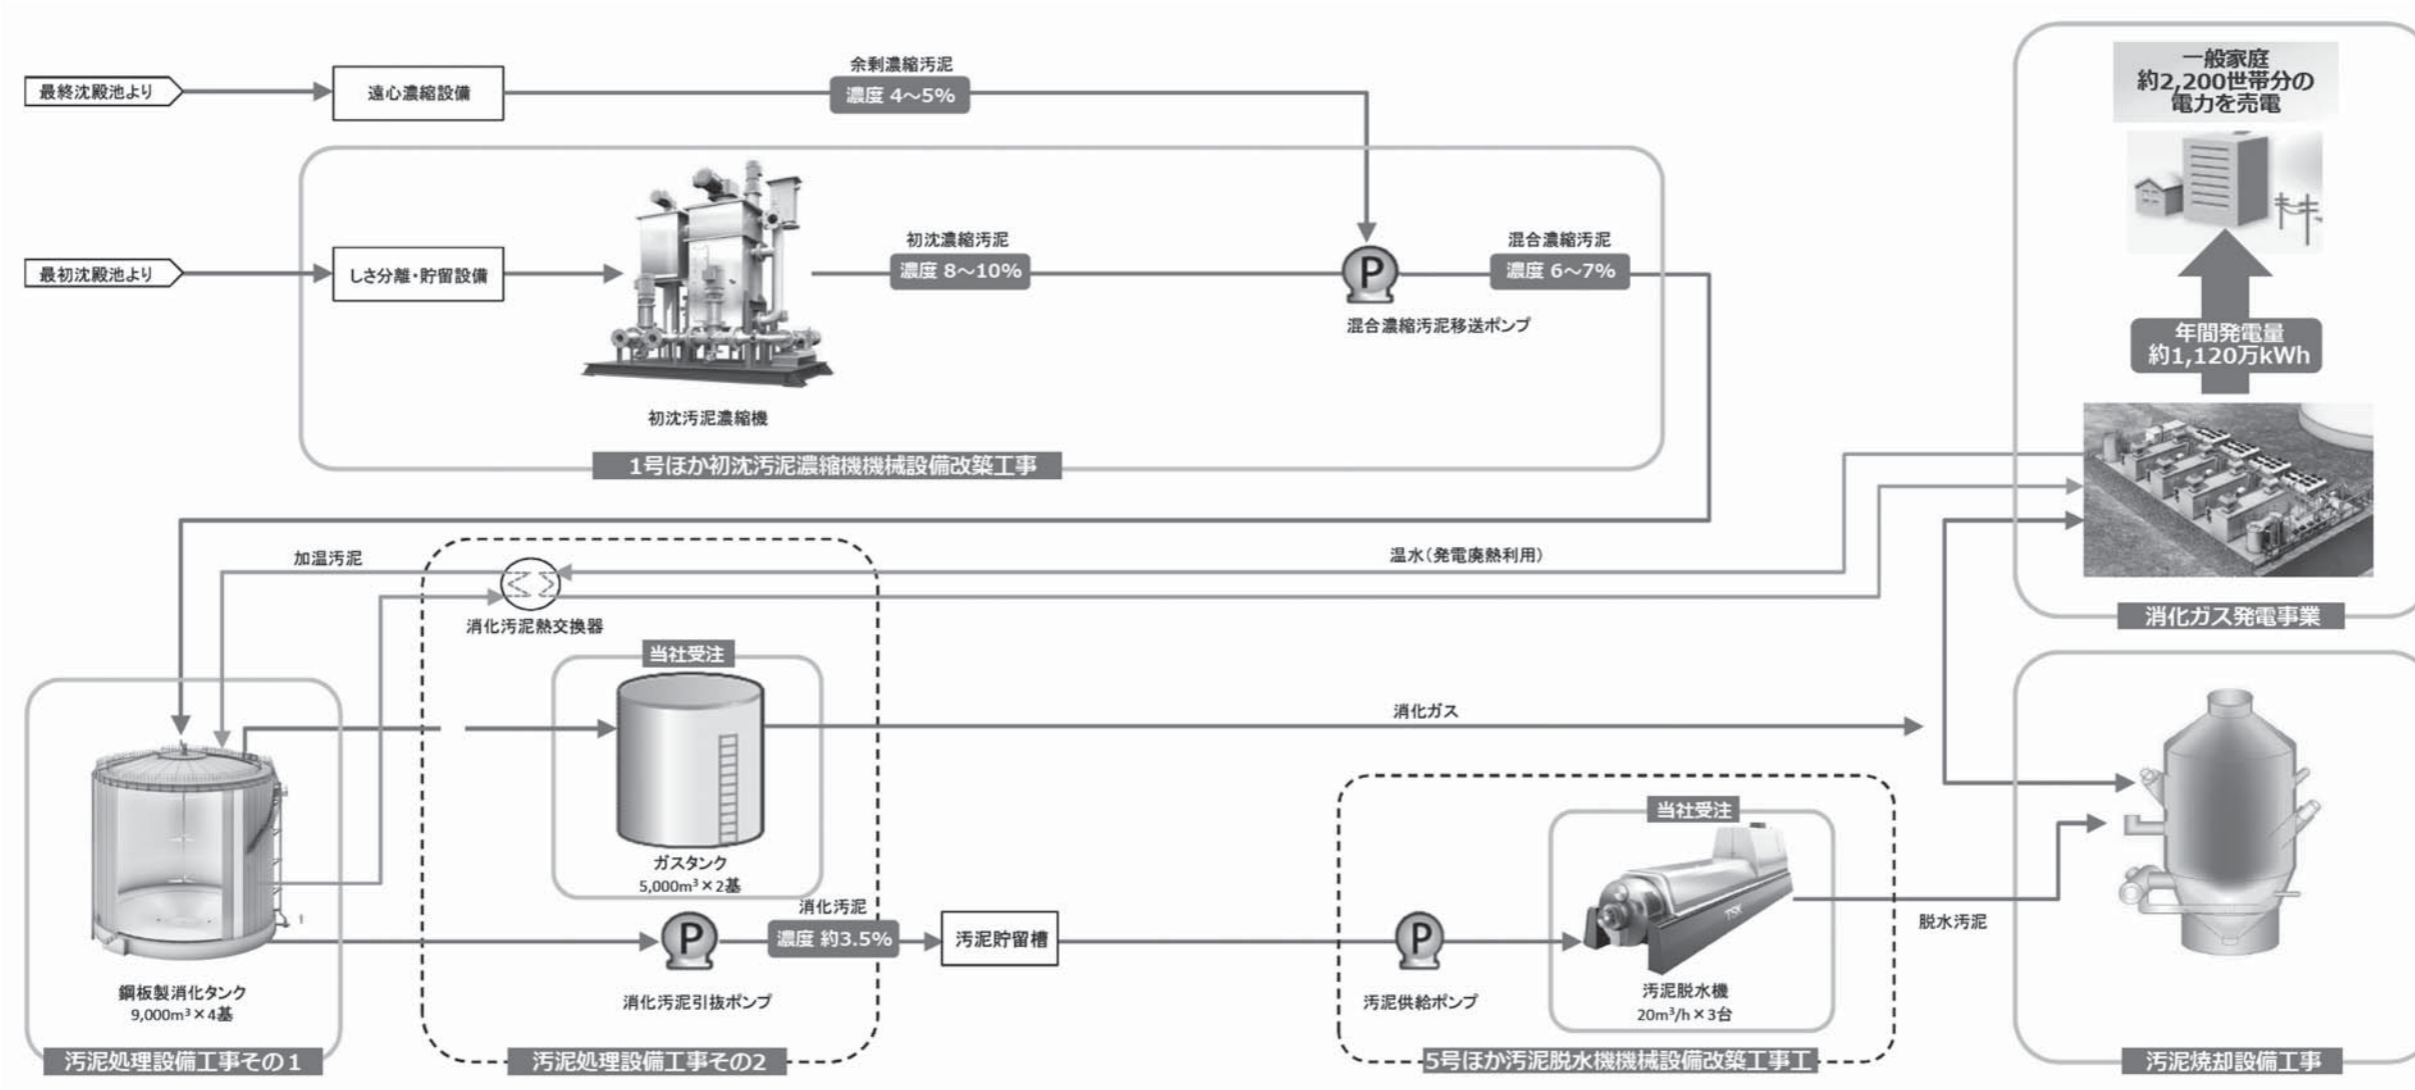 最終沈殿池より
遠心濃縮設備
余剰濃縮汚泥
濃度 4～5%
最初沈殿池より
しさ分離・貯留設備
初沈汚泥濃縮機
初沈濃縮汚泥
濃度 8～10%
P
混合濃縮汚泥移送ポンプ
混合濃縮汚泥
濃度 6～7%
1号ほか初沈汚泥濃縮機機械設備改築工事
一般家庭
約2,200世帯分の
電力を売電
年間発電量
約1,120万kWh
消化ガス発電事業
加温汚泥
消化汚泥熱交換器
温水(発電廃熱利用)
当社受注
ガスタンク
5,000m³×2基
消化ガス
鋼板製消化タンク
9,000m³×4基
汚泥処理設備工事その1
P
消化汚泥引抜ポンプ
消化汚泥
濃度 約3.5%
汚泥処理設備工事その2
汚泥貯留槽
P
汚泥供給ポンプ
当社受注
TSK
汚泥脱水機
20m³/h×3台
5号ほか汚泥脱水機機械設備改築工事工
脱水汚泥
汚泥焼却設備工事